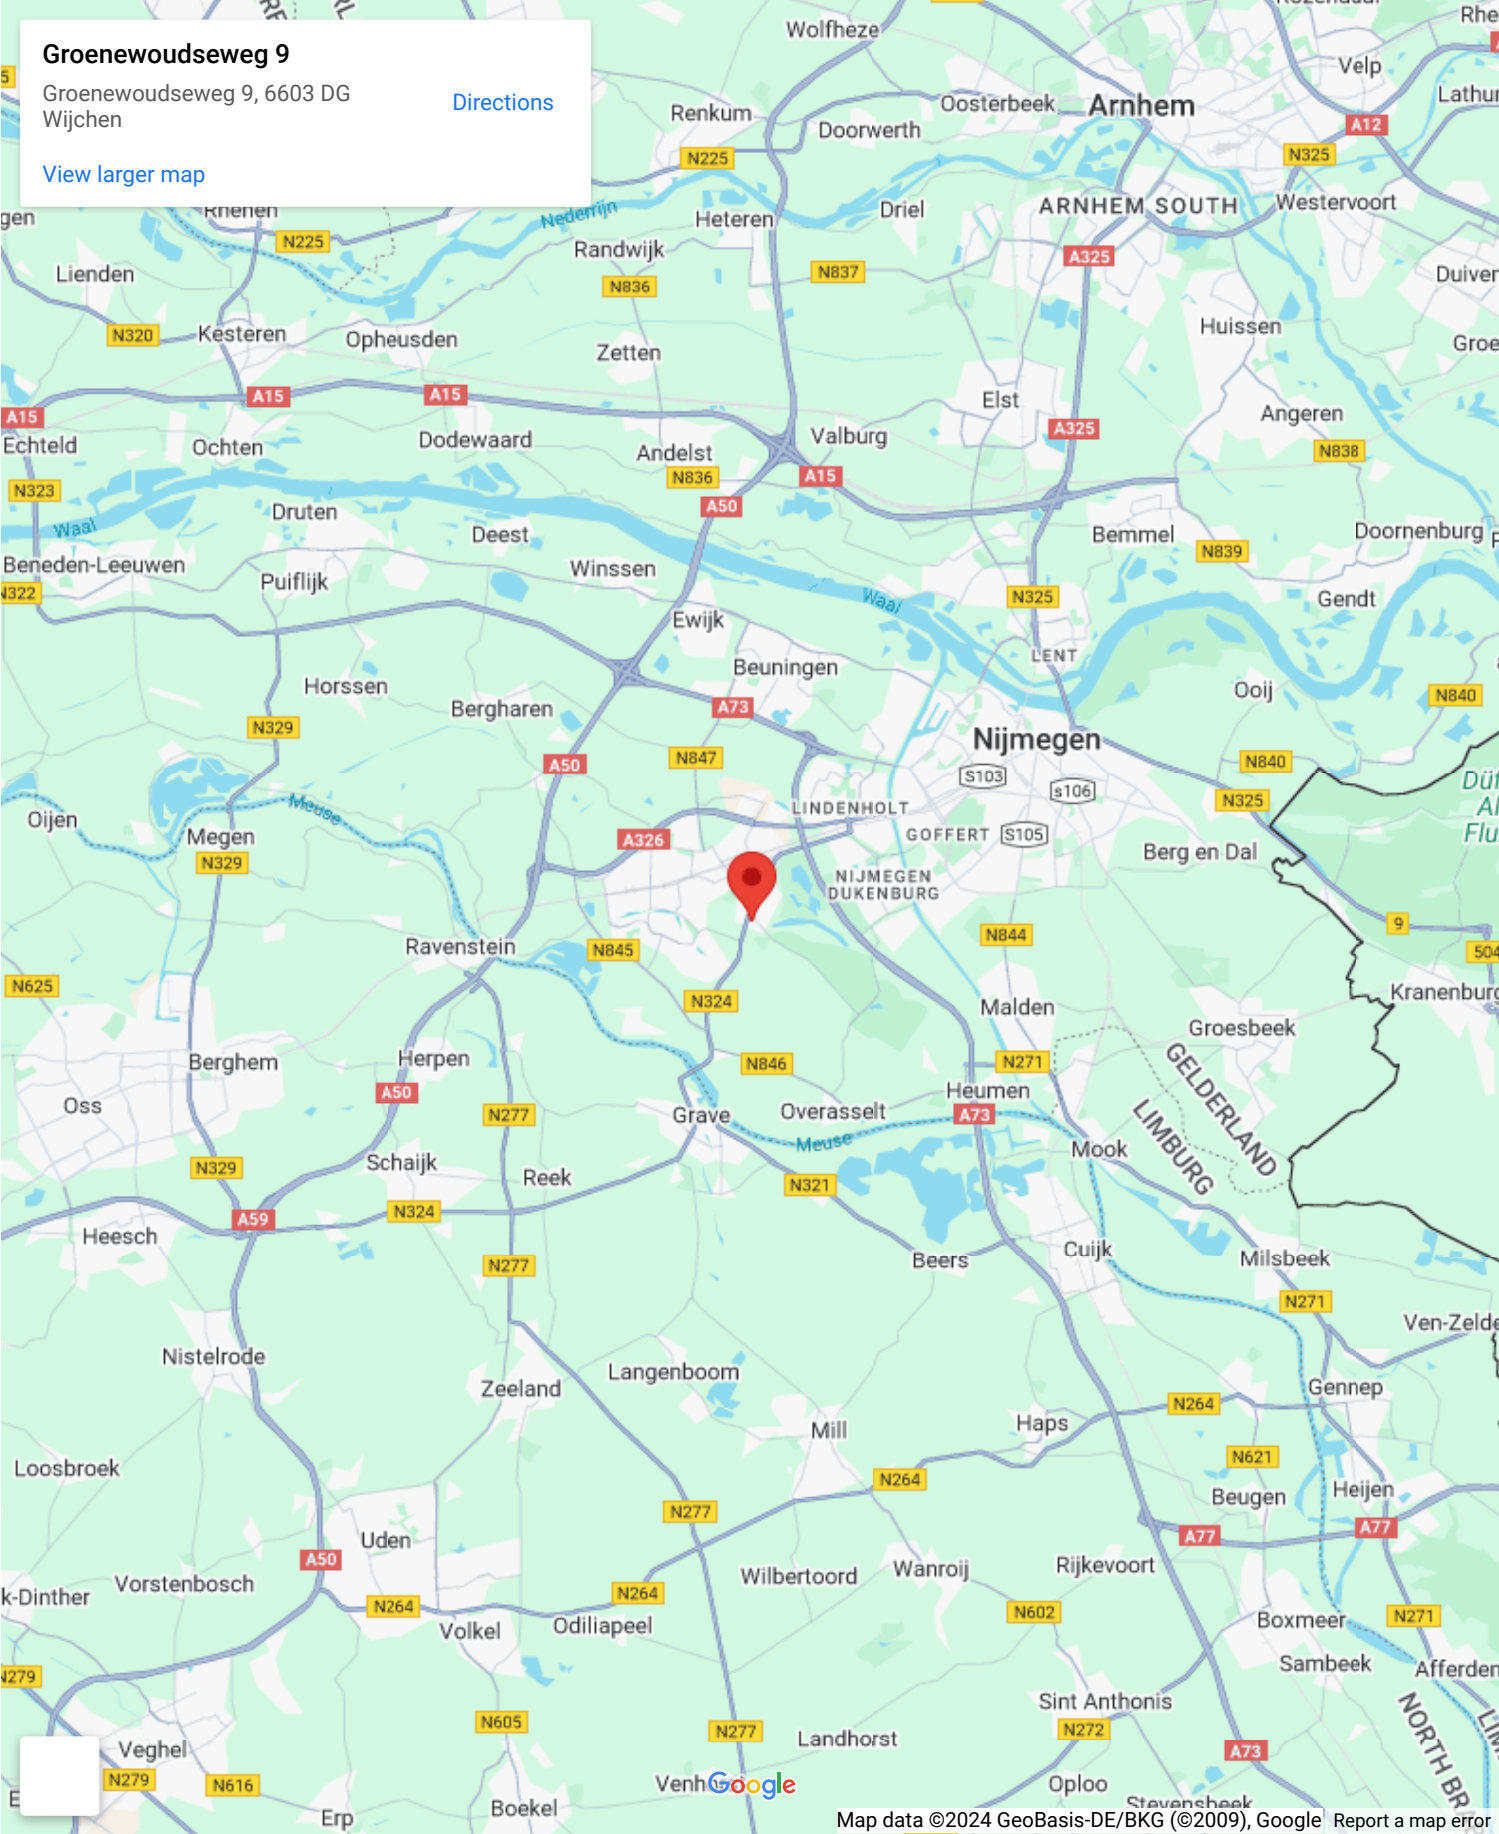 Groenewoudseweg 9
Groenewoudseweg 9, 6603 DG
Wijchen
Directions
View larger map
Wolfheze
Velp
Renkum
Oosterbeek
Arnhem
Doorwerth
A12
N225
N325
Rhenen
Nederrijn
Heteren
Driel
ARNHEM SOUTH
Westervoort
N225
Randwijk
A325
Lienden
N836
N837
N320
Kesteren
Opheusden
Zetten
Huissen
A15
A15
A15
Elst
Angeren
Echteld
Ochten
Dodewaard
Andelst
Valburg
A325
N838
N323
N836
A15
A50
Waal
Druten
Deest
Bemmel
Doornenburg
N839
Beneden-Leeuwen
Puiflijk
Winssen
Waal
N325
Gendt
N322
Ewijk
LENT
Beuningen
Horssen
Bergharen
Ooij
N840
A73
N329
Nijmegen
N847
A50
S103
s106
N840
N325
Oijen
Meuse
LINDENHOLT
Megen
A326
GOFFERT
S105
Berg en Dal
N329
NIJMEGEN
DUKENBURG
9
504
Ravenstein
N845
N844
N625
N324
Malden
Kranenburg
Groesbeek
Berghem
Herpen
N846
N271
GELDERLAND
A50
Heumen
Oss
N277
Grave
Overasselt
A73
LIMBURG
Meuse
Mook
N329
Schaijk
Reek
N321
A59
N324
Heesch
Beers
Cuijk
Milsbeek
N277
N271
Nistelrode
Zeeland
Langenboom
Gennep
N264
Mill
Haps
Loosbroek
N264
N621
Beugen
Heijen
N277
Uden
A77
A77
A50
Vorstenbosch
Wilbertoord
Wanroij
Rijkevoort
N264
N264
N602
Volkel
Odiliapeel
Boxmeer
N271
N279
Sambeek
Afferden
Sint Anthonis
N605
N277
Landhorst
N272
Veghel
A73
N279
N616
Google
Oploo
Erp
Boekel
Stevensbeek
Map data ©2024 GeoBasis-DE/BKG (©2009), Google
Report a map error